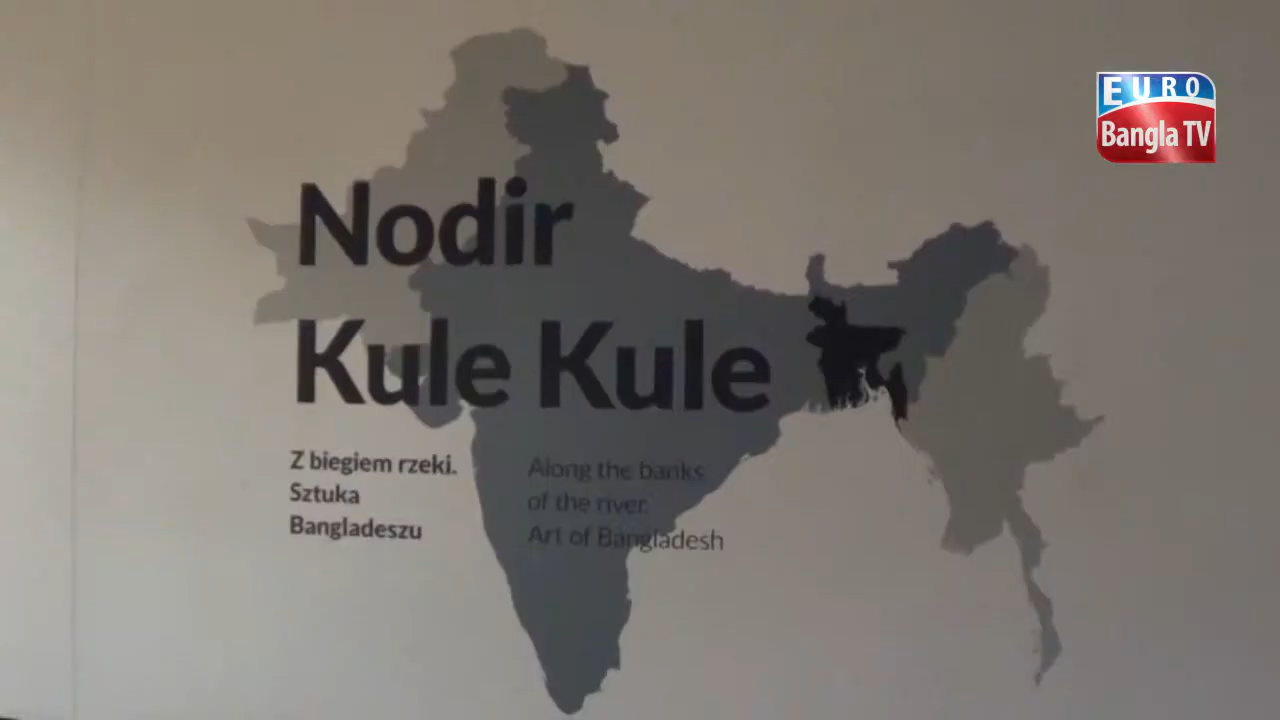 EURO
Bangla TV
Nodir
Kule Kule
Z biegiem rzeki.
Sztuka
Bangladeszu
Along the banks
of the river.
Art of Bangladesh